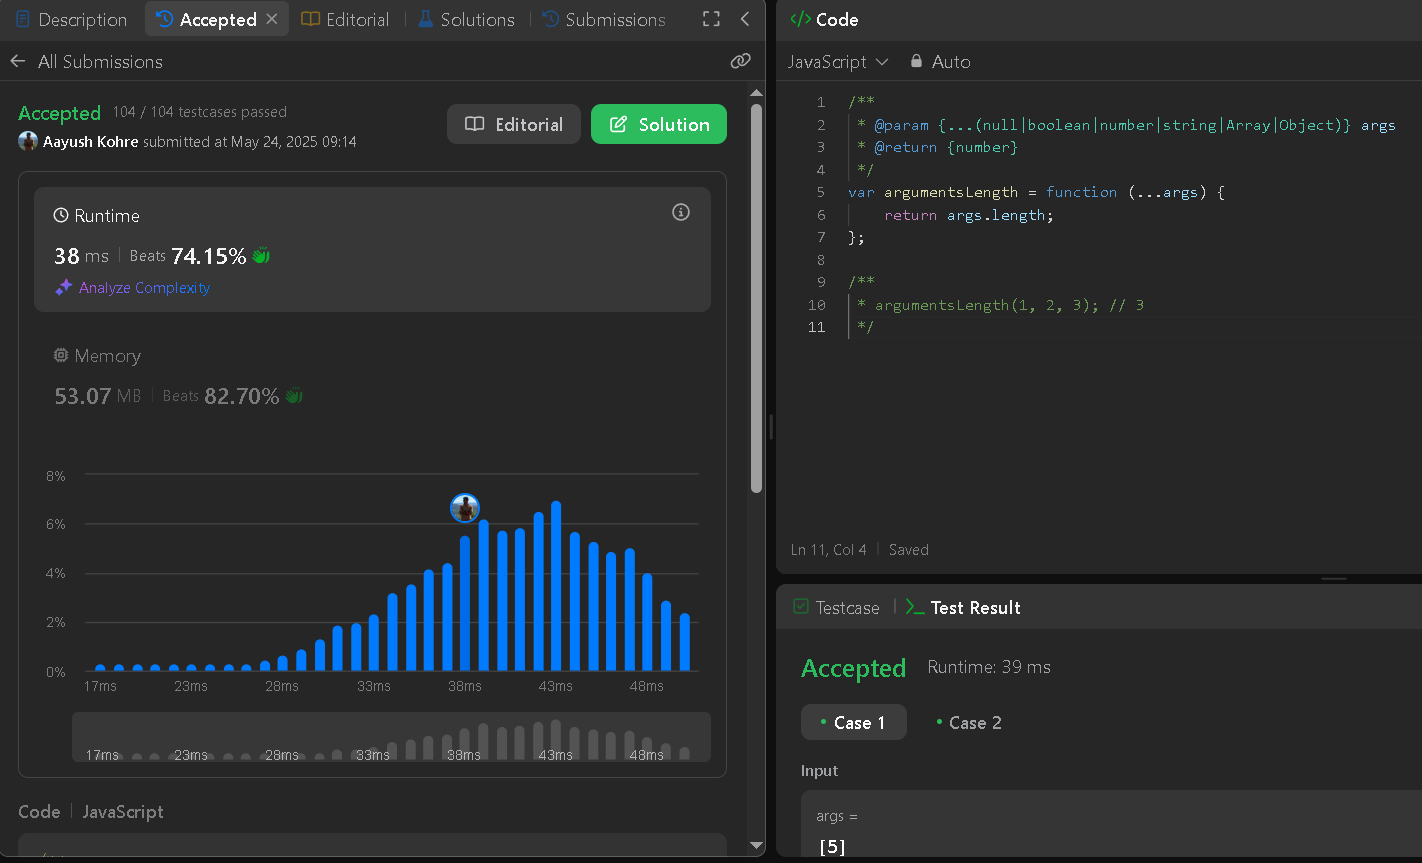 Description
Accepted
Editorial
Solutions
Submissions
All Submissions
Accepted 104 / 104 testcases passed
Aayush Kohre submitted at May 24, 2025 09:14
Editorial
Solution
Runtime
38 ms | Beats 74.15%
Analyze Complexity
Memory
53.07 MB | Beats 82.70%
8%
6%
4%
2%
0%
17ms 23ms 28ms 33ms 38ms 43ms 48ms
17ms 23ms 28ms 33ms 38ms 43ms 48ms
Code | JavaScript
</> Code
JavaScript Auto
1 /**
2 * @param {...(null|boolean|number|string|Array|Object)} args
3 * @return {number}
4 */
5 var argumentsLength = function (...args) {
6 return args.length;
7 };
8
9 /**
10 * argumentsLength(1, 2, 3); // 3
11 */
Ln 11, Col 4 | Saved
Testcase | >_ Test Result
Accepted Runtime: 39 ms
• Case 1 • Case 2
Input
args =
[5]